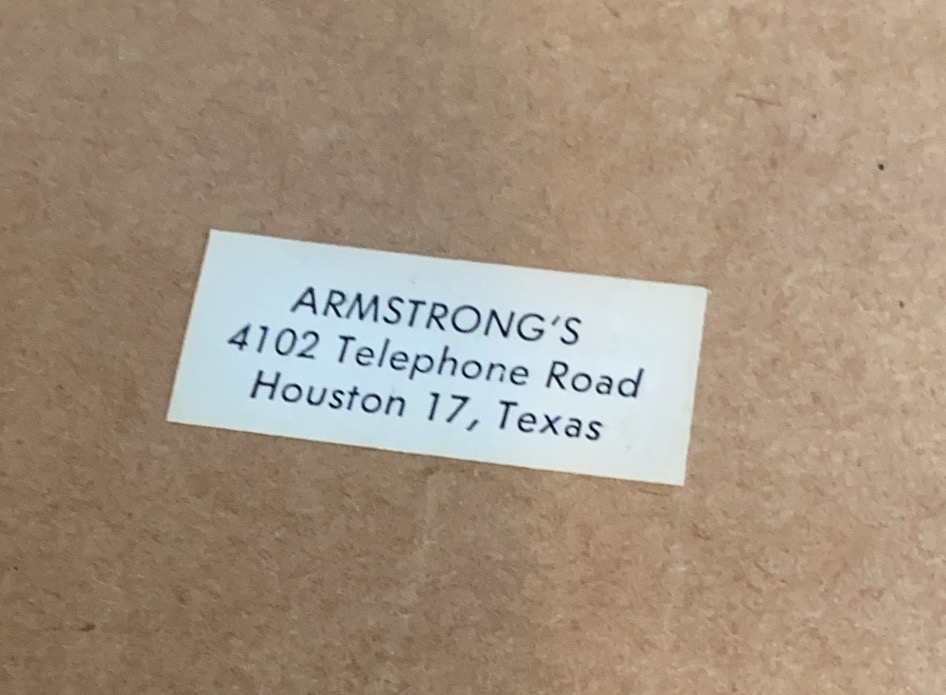 ARMSTRONG'S
4102 Telephone Road
Houston 17, Texas